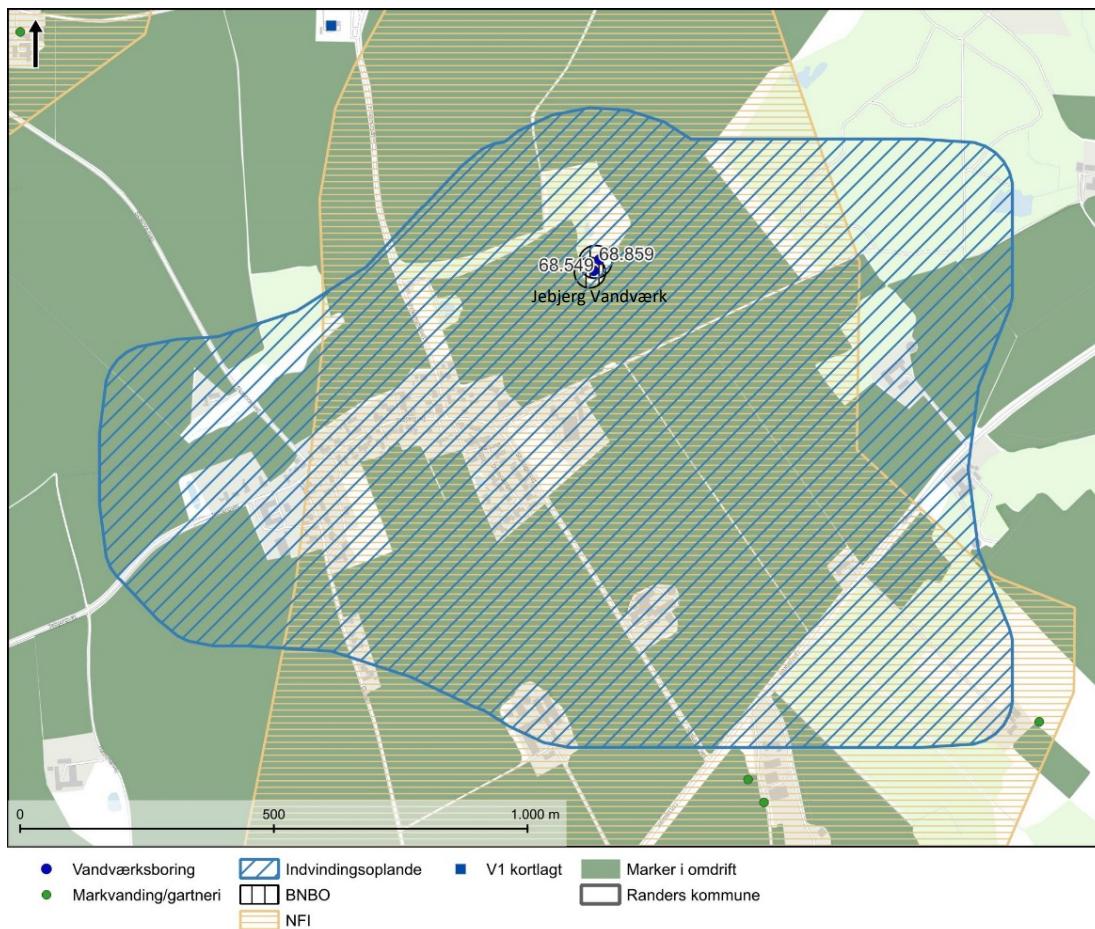 68.859
68.549
Jebjerg Vandværk
0 500 1.000 m
Vandværksboring Indvindingsoplande V1 kortlagt Marker i omdrift
Markvanding/gartneri BNBO Randers kommune
NFI